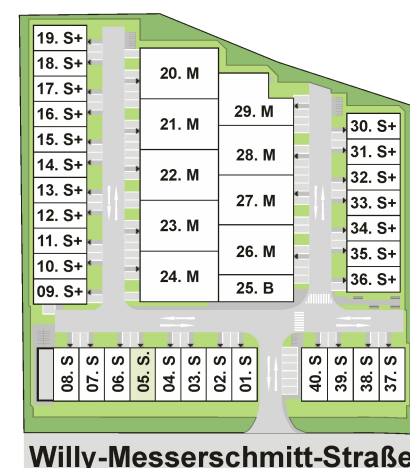 19. S+
18. S+
17. S+
16. S+
15. S+
14. S+
13. S+
12. S+
11. S+
10. S+
09. S+
20. M
21. M
22. M
23. M
24. M
29. M
28. M
27. M
26. M
25. B
30. S+
31. S+
32. S+
33. S+
34. S+
35. S+
36. S+
08. S
07. S
06. S
05. S.
04. S
03. S
02. S
01. S
40. S
39. S
38. S
37. S
Willy-Messerschmitt-Straße